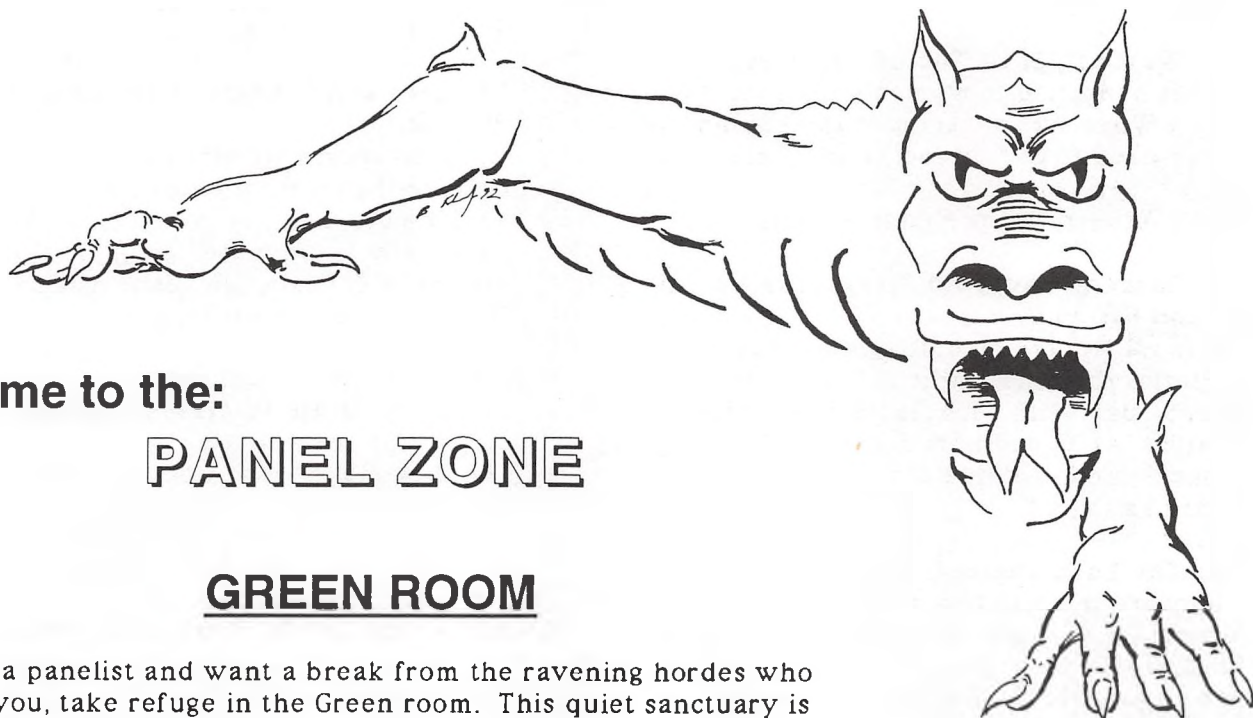 me to the:
PANEL ZONE
GREEN ROOM
a panelist and want a break from the ravening hordes who
you, take refuge in the Green room. This quiet sanctuary is